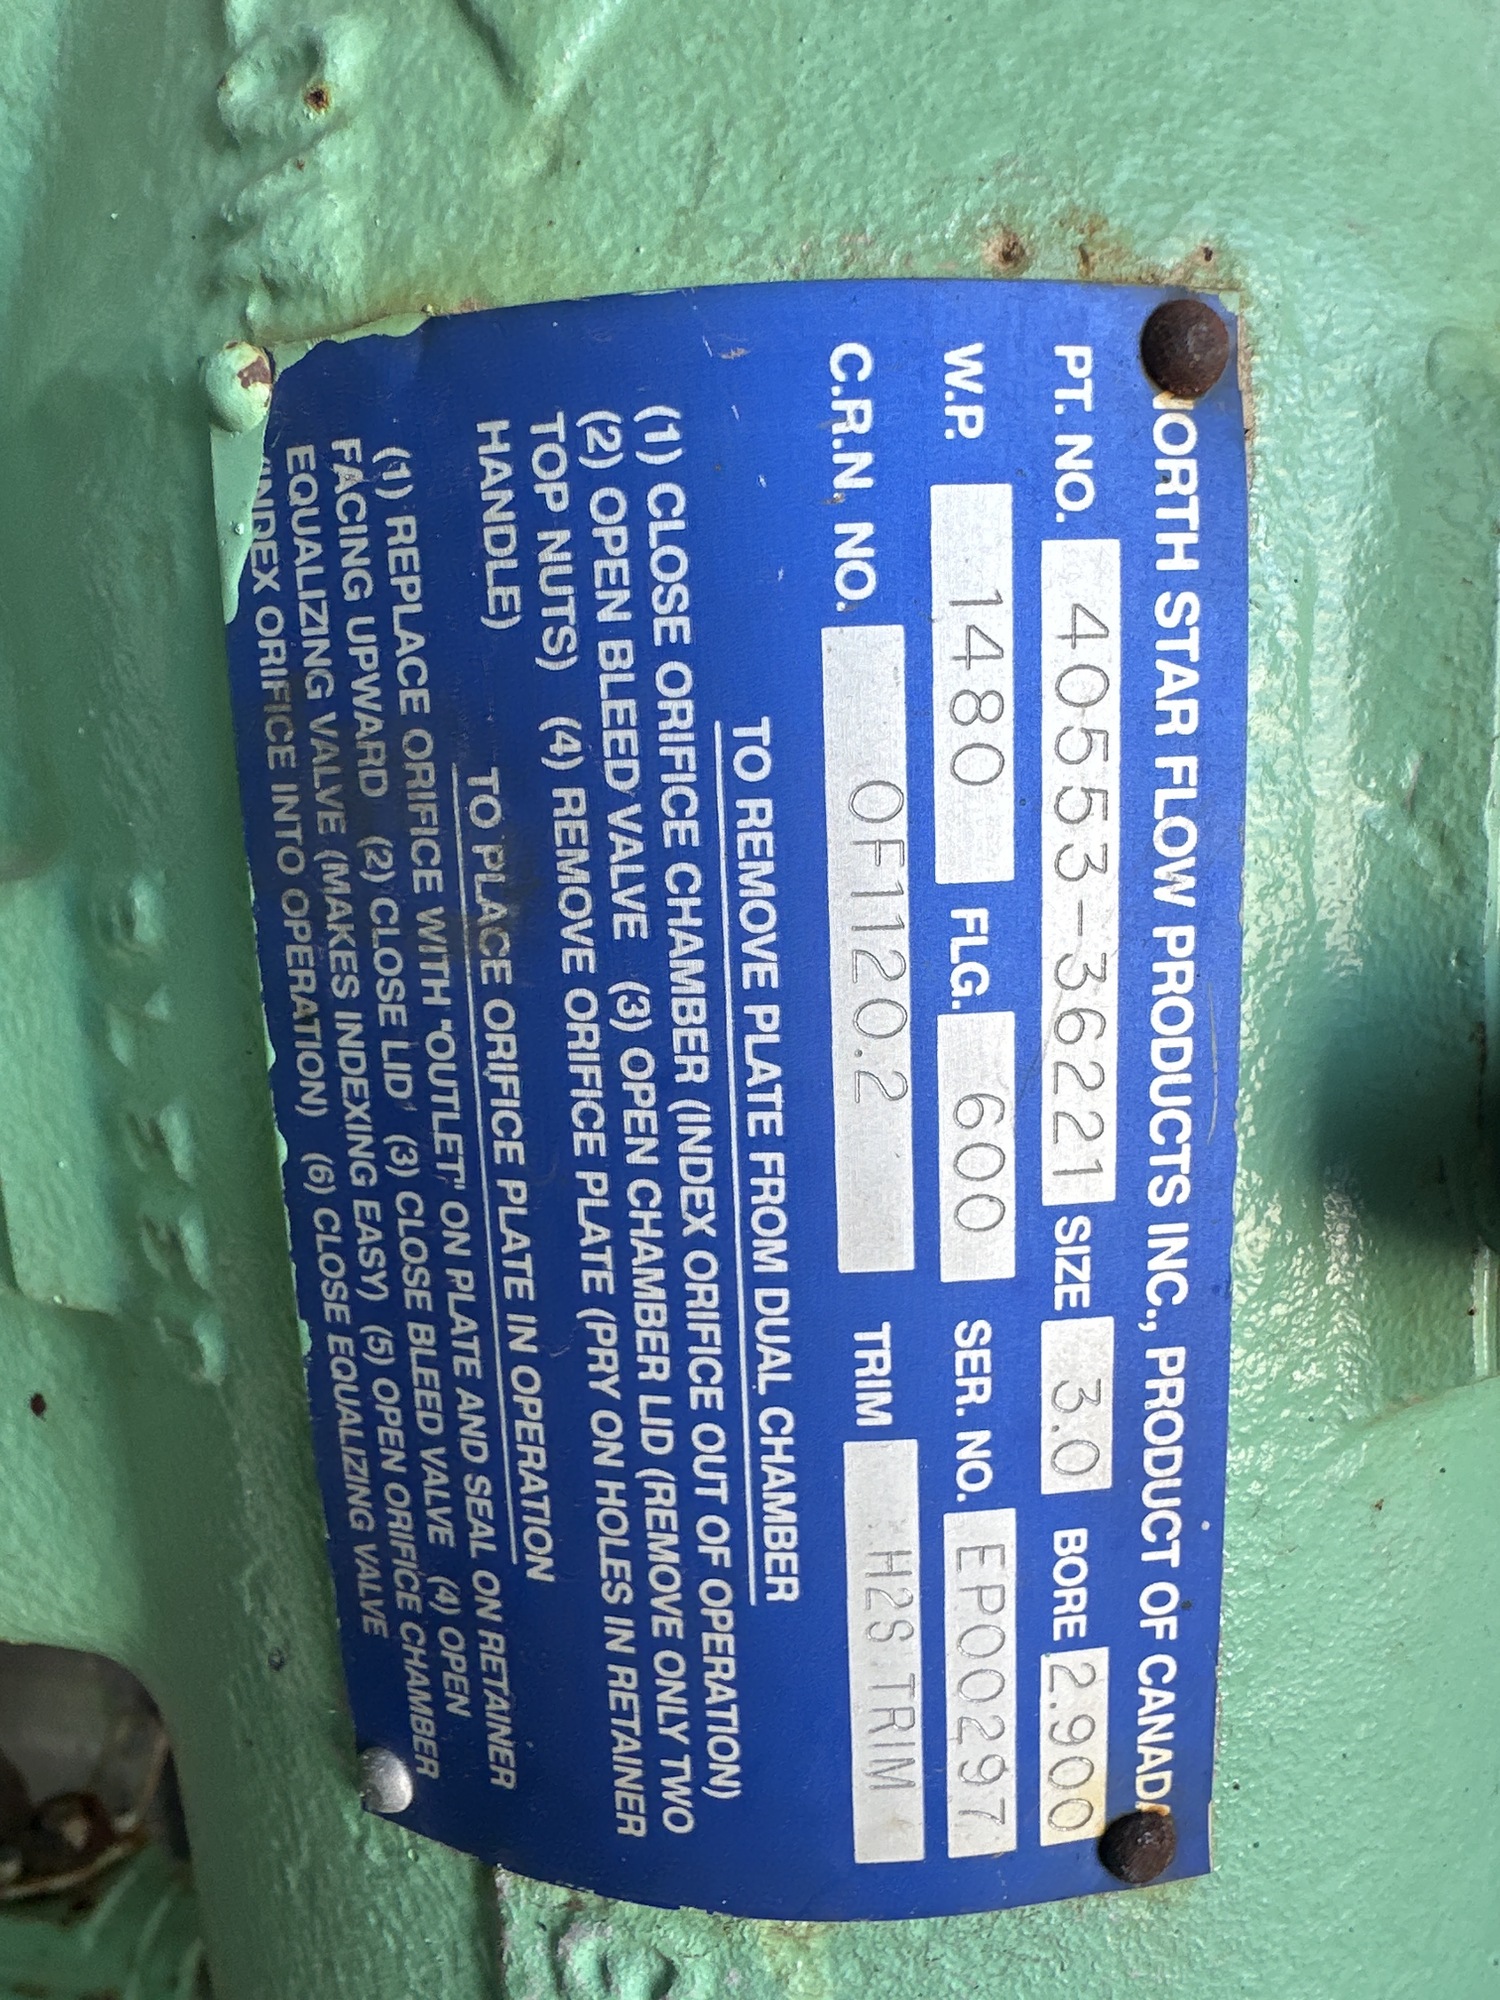 NORTH STAR FLOW PRODUCTS INC., PRODUCT OF CANADA
PT. NO. 40553-36221 SIZE 3.0 BORE 2.900
W.P. 1480 FLG. 600 SER. NO. EP00297
C.R.N. NO. OF1120.2 TRIM H2S TRIM
TO REMOVE PLATE FROM DUAL CHAMBER
(1) CLOSE ORIFICE CHAMBER (INDEX ORIFICE OUT OF OPERATION)
(2) OPEN BLEED VALVE (3) OPEN CHAMBER LID (REMOVE ONLY TWO
TOP NUTS) (4) REMOVE ORIFICE PLATE (PRY ON HOLES IN RETAINER
HANDLE)
TO PLACE ORIFICE PLATE IN OPERATION
(1) REPLACE ORIFICE WITH "OUTLET" ON PLATE AND SEAL ON RETAINER
FACING UPWARD (2) CLOSE LID (3) CLOSE BLEED VALVE (4) OPEN
EQUALIZING VALVE (MAKES INDEXING EASY) (5) OPEN ORIFICE CHAMBER
(INDEX ORIFICE INTO OPERATION) (6) CLOSE EQUALIZING VALVE